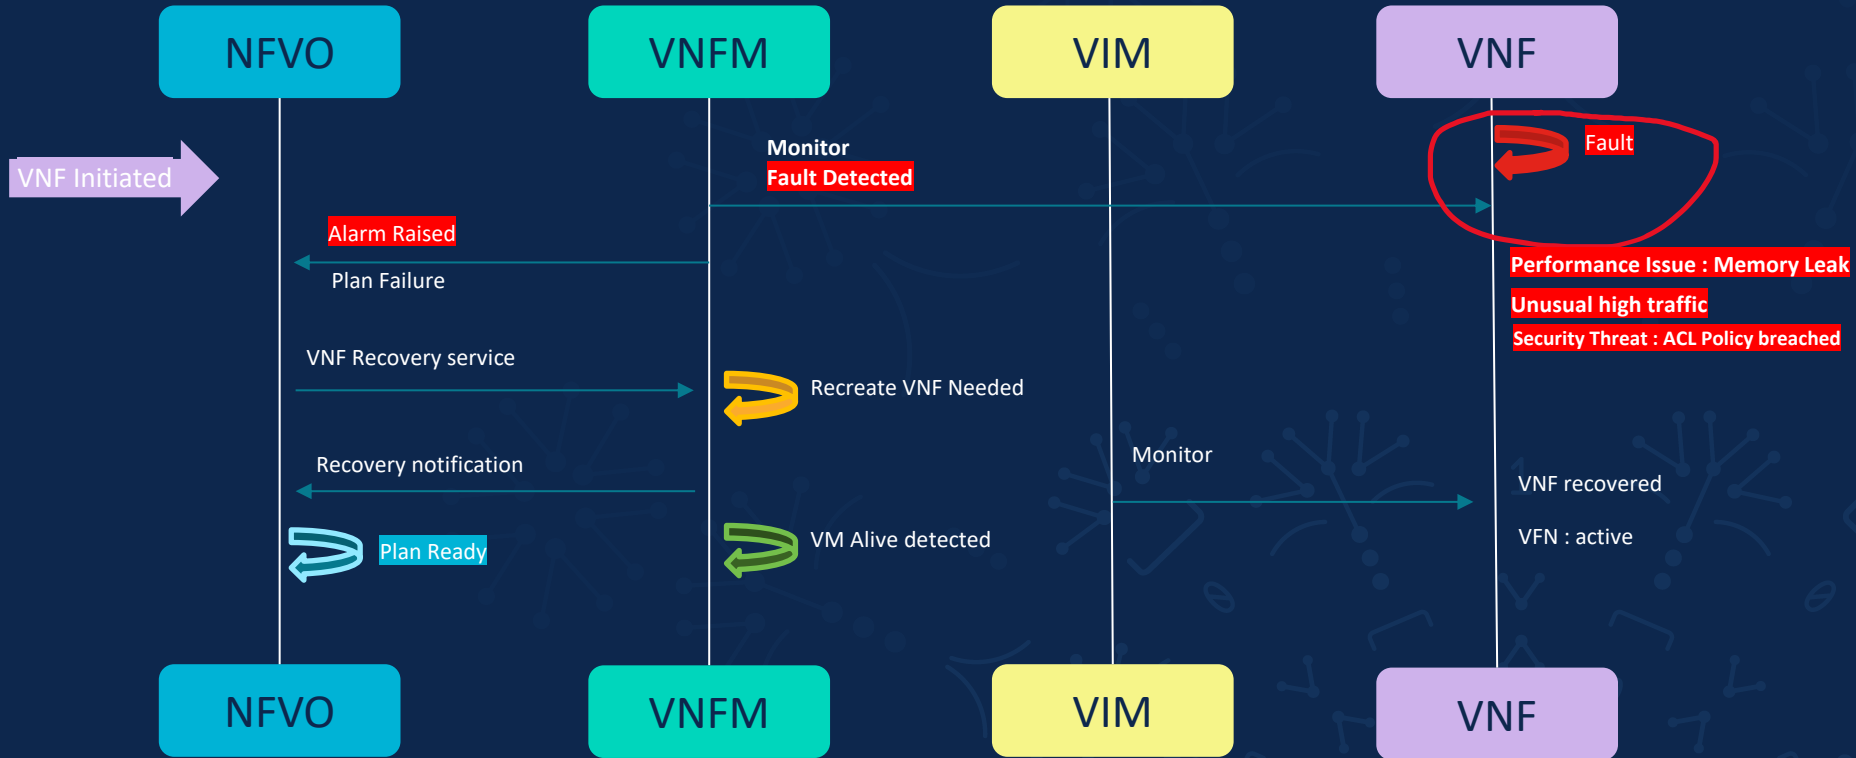 NFVO
VNFM
VIM
VNF
VNF Initiated
Monitor
Fault Detected
Fault
Alarm Raised
Plan Failure
Performance Issue : Memory Leak
Unusual high traffic
Security Threat : ACL Policy breached
VNF Recovery service
Recreate VNF Needed
Recovery notification
Monitor
VNF recovered
VFN : active
Plan Ready
VM Alive detected
NFVO
VNFM
VIM
VNF